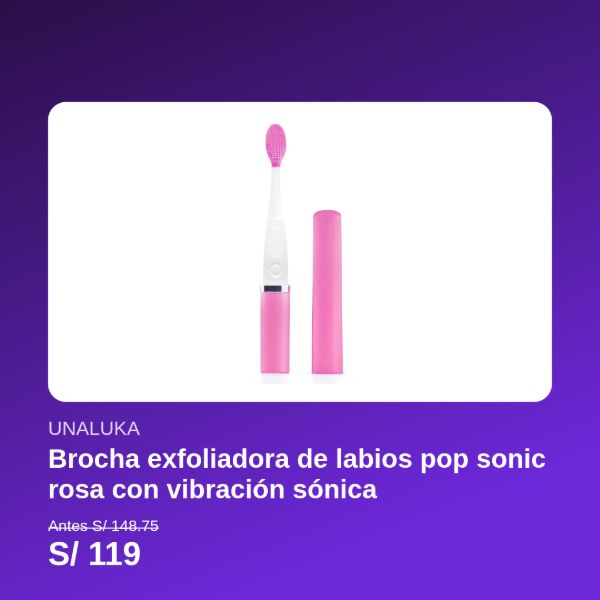 UNALUKA
Brocha exfoliadora de labios pop sonic
rosa con vibración sónica
Antes S/ 148.75
S/ 119